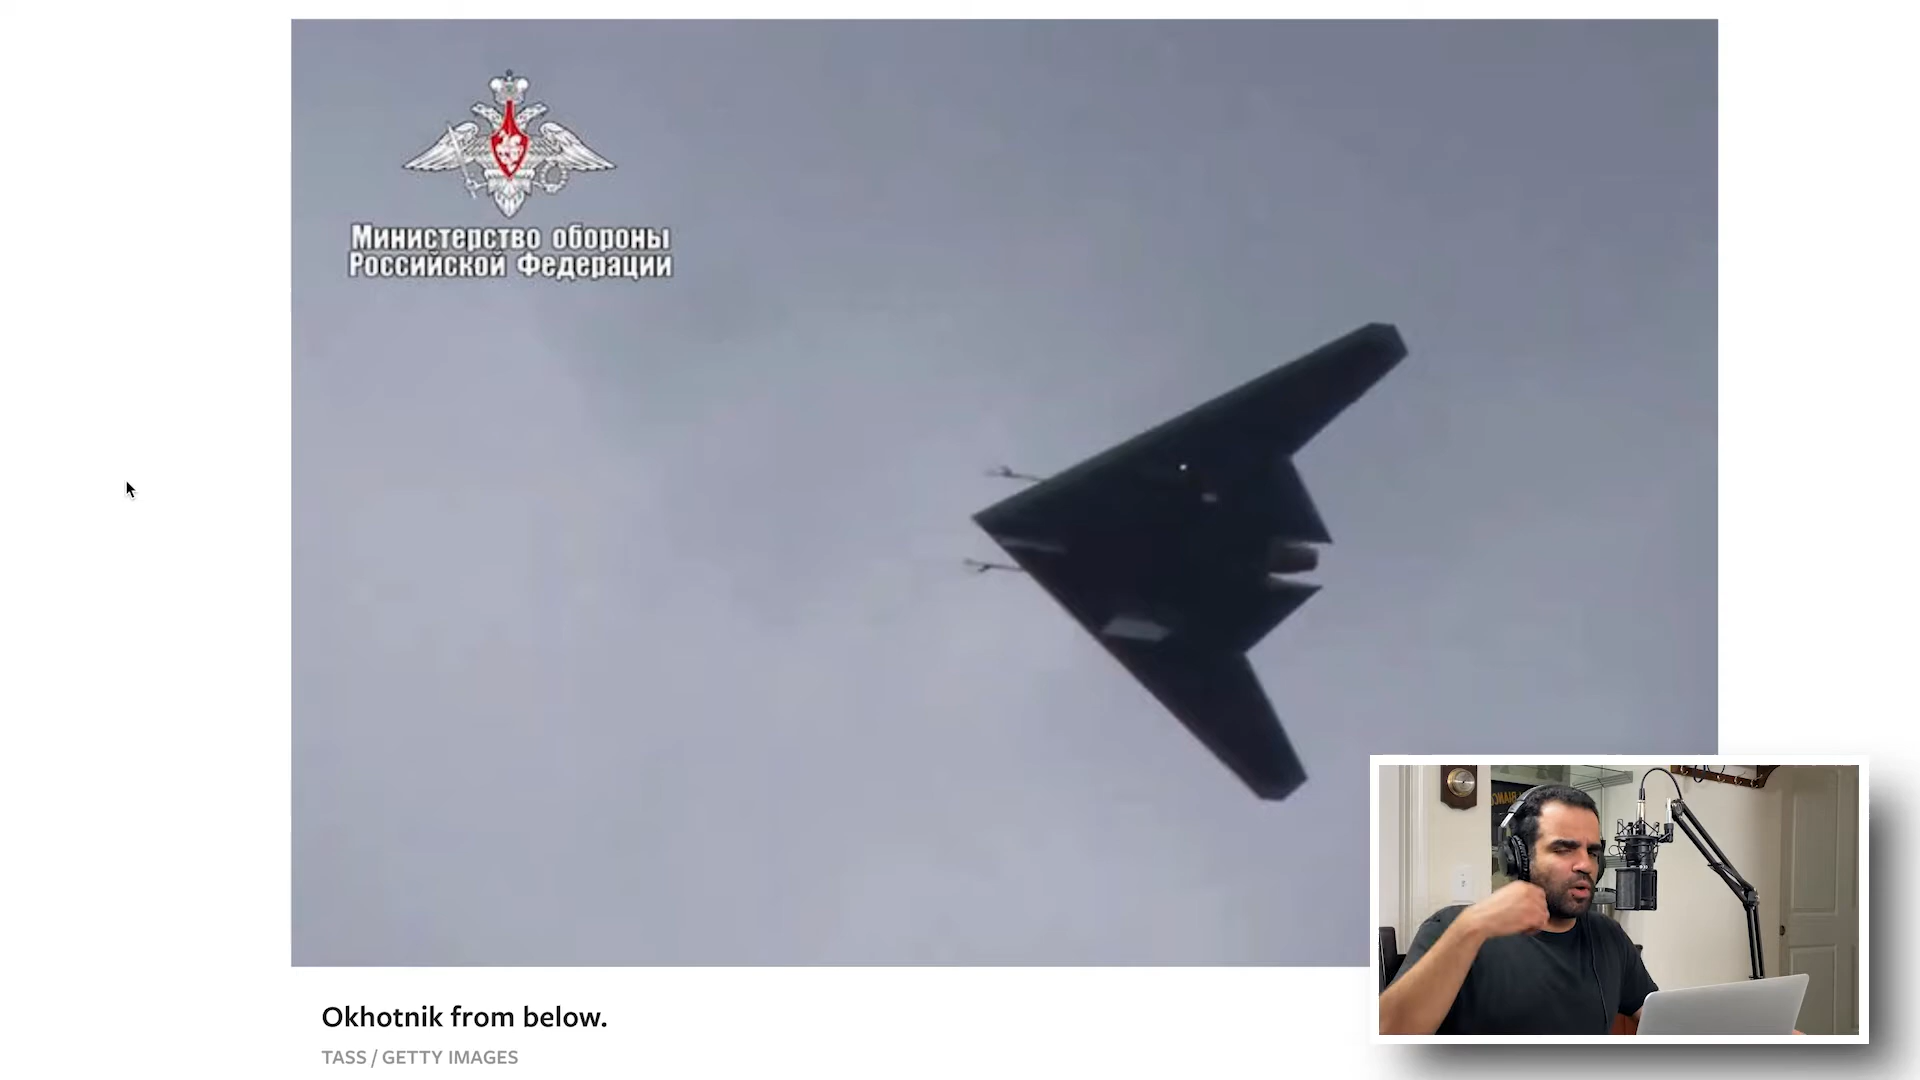 Министерство обороны
Российской Федерации
Okhotnik from below.
TASS / GETTY IMAGES